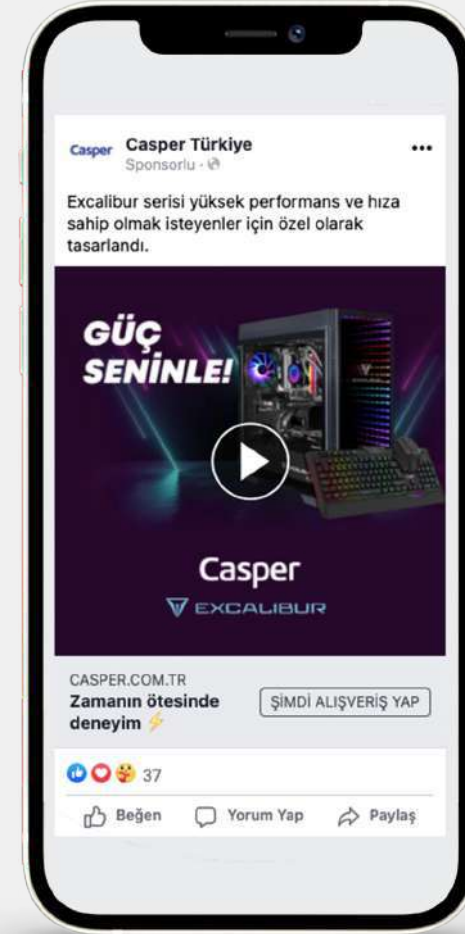 Casper
Casper Türkiye
Sponsorlu ·
Excalibur serisi yüksek performans ve hıza
sahip olmak isteyenler için özel olarak
tasarlandı.
GÜÇ
SENİNLE!
Casper
EXCALIBUR
CASPER.COM.TR
Zamanın ötesinde
deneyim ⚡
ŞİMDİ ALIŞVERİŞ YAP
37
Beğen
Yorum Yap
Paylaş